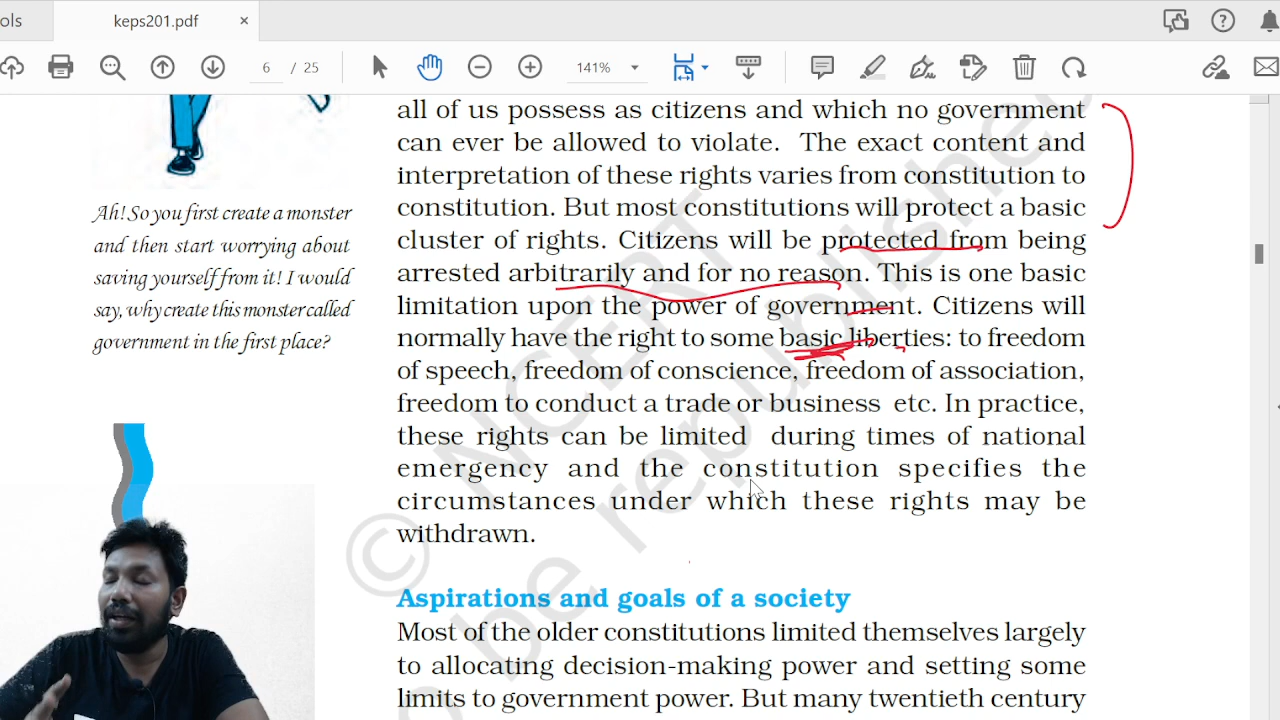 ols
keps201.pdf
×
6 / 25
141%
all of us possess as citizens and which no government
can ever be allowed to violate. The exact content and
interpretation of these rights varies from constitution to
constitution. But most constitutions will protect a basic
cluster of rights. Citizens will be protected from being
arrested arbitrarily and for no reason. This is one basic
limitation upon the power of government. Citizens will
normally have the right to some basic liberties: to freedom
of speech, freedom of conscience, freedom of association,
freedom to conduct a trade or business etc. In practice,
these rights can be limited during times of national
emergency and the constitution specifies the
circumstances under which these rights may be
withdrawn.
Ah! So you first create a monster
and then start worrying about
saving yourself from it! I would
say, why create this monster called
government in the first place?
Aspirations and goals of a society
Most of the older constitutions limited themselves largely
to allocating decision-making power and setting some
limits to government power. But many twentieth century
© NCERT
be republished